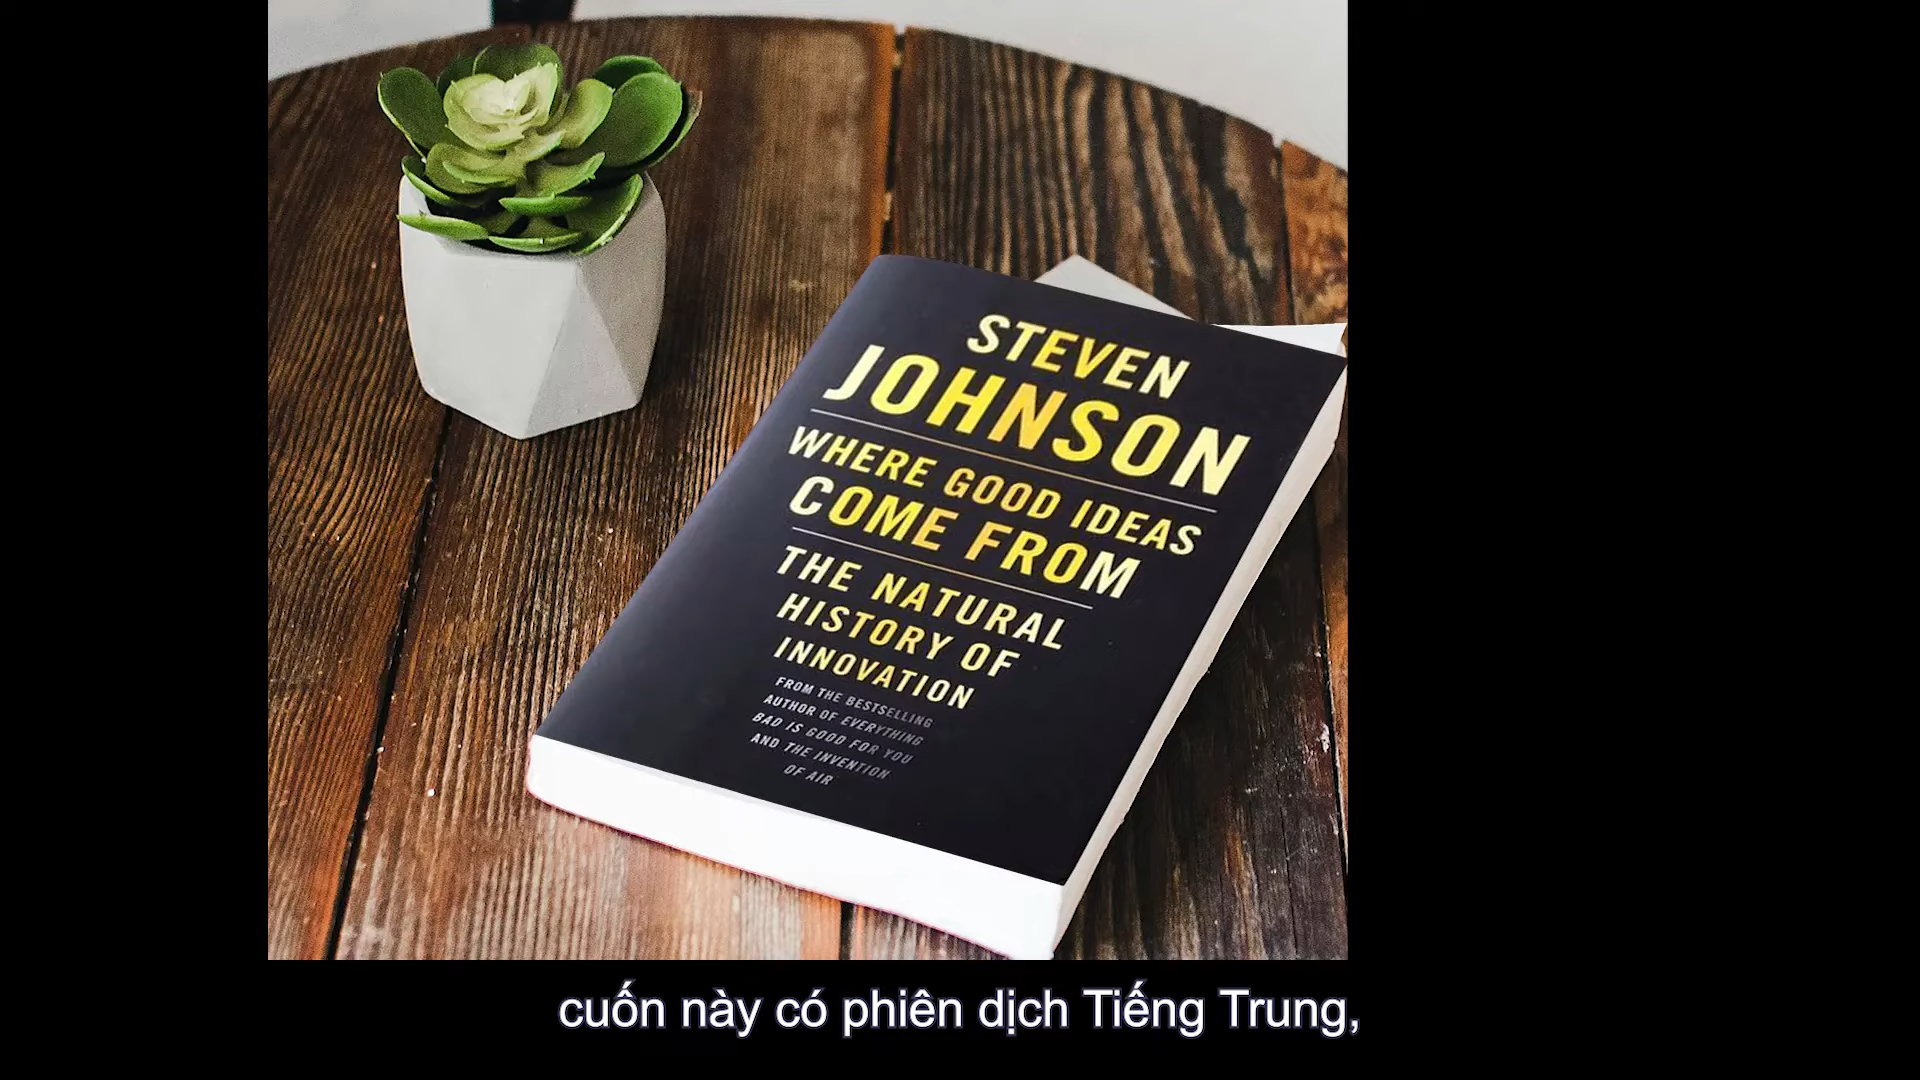 STEVEN
JOHNSON
WHERE GOOD IDEAS
COME FROM
THE NATURAL
HISTORY OF
INNOVATION
FROM THE BESTSELLING
AUTHOR OF EVERYTHING
BAD IS GOOD FOR YOU
AND THE INVENTION
OF AIR
cuốn này có phiên dịch Tiếng Trung,